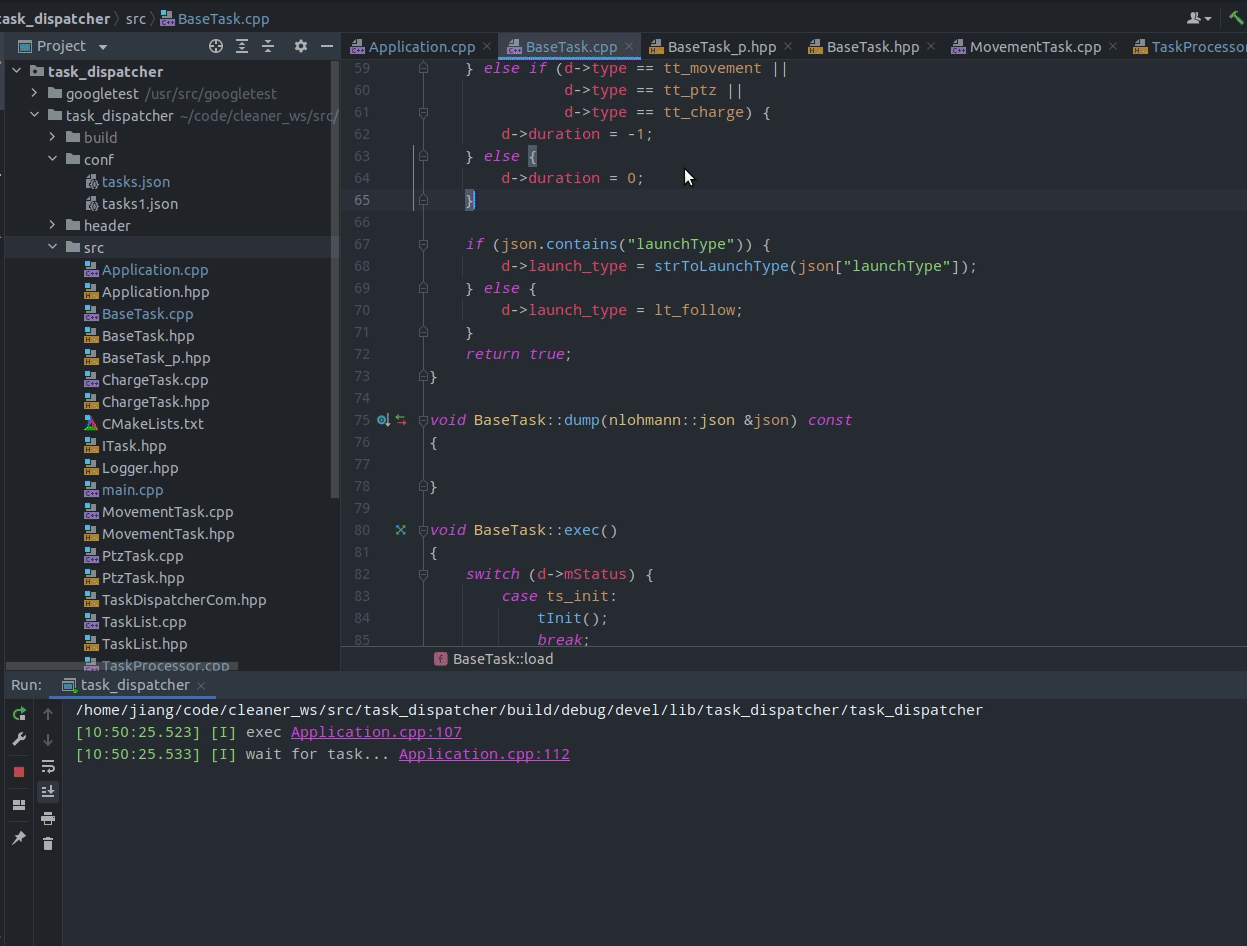 task_dispatcher 〉 src 〉 BaseTask.cpp
Project
task_dispatcher
googletest /usr/src/googletest
task_dispatcher ~/code/cleaner_ws/src/
build
conf
tasks.json
tasks1.json
header
src
Application.cpp
Application.hpp
BaseTask.cpp
BaseTask.hpp
BaseTask_p.hpp
ChargeTask.cpp
ChargeTask.hpp
CMakeLists.txt
ITask.hpp
Logger.hpp
main.cpp
MovementTask.cpp
MovementTask.hpp
PtzTask.cpp
PtzTask.hpp
TaskDispatcherCom.hpp
TaskList.cpp
TaskList.hpp
TaskProcessor.cpp
Application.cpp × BaseTask.cpp × BaseTask_p.hpp × BaseTask.hpp × MovementTask.cpp × TaskProcessor
59 } else if (d->type == tt_movement ||
60 d->type == tt_ptz ||
61 d->type == tt_charge) {
62 d->duration = -1;
63 } else {
64 d->duration = 0;
65 }
66
67 if (json.contains("launchType")) {
68 d->launch_type = strToLaunchType(json["launchType"]);
69 } else {
70 d->launch_type = lt_follow;
71 }
72 return true;
73 }
74
75 void BaseTask::dump(nlohmann::json &json) const
76 {
77
78 }
79
80 void BaseTask::exec()
81 {
82 switch (d->mStatus) {
83 case ts_init:
84 tInit();
85 break;
f BaseTask::load
Run: task_dispatcher ×
/home/jiang/code/cleaner_ws/src/task_dispatcher/build/debug/devel/lib/task_dispatcher/task_dispatcher
[10:50:25.523] [I] exec Application.cpp:107
[10:50:25.533] [I] wait for task... Application.cpp:112